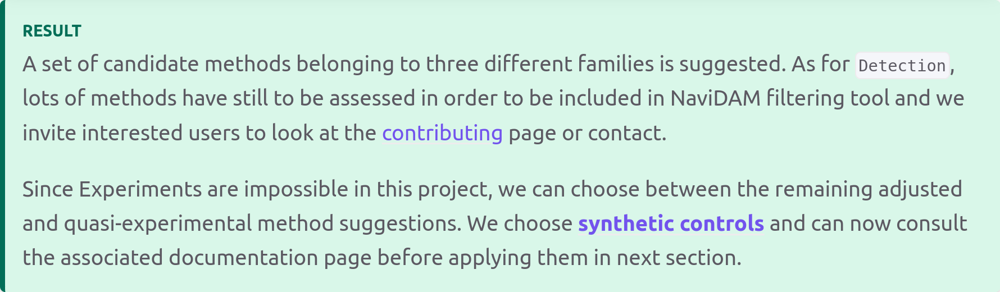 RESULT
A set of candidate methods belonging to three different families is suggested. As for Detection,
lots of methods have still to be assessed in order to be included in NaviDAM filtering tool and we
invite interested users to look at the contributing page or contact.
Since Experiments are impossible in this project, we can choose between the remaining adjusted
and quasi-experimental method suggestions. We choose synthetic controls and can now consult
the associated documentation page before applying them in next section.